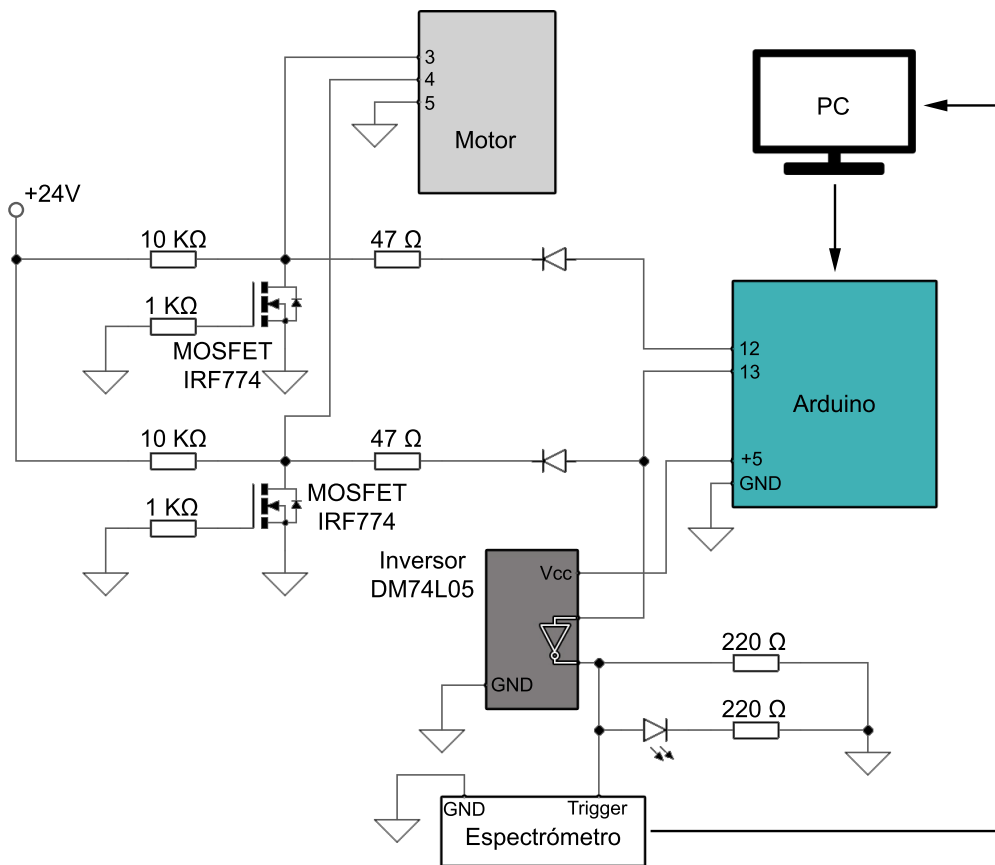 3
4
5
Motor
PC
+24V
10 KΩ
47 Ω
1 KΩ
MOSFET
IRF774
12
13
Arduino
+5
GND
10 KΩ
47 Ω
1 KΩ
MOSFET
IRF774
Inversor
DM74L05
Vcc
GND
220 Ω
220 Ω
GND
Trigger
Espectrómetro